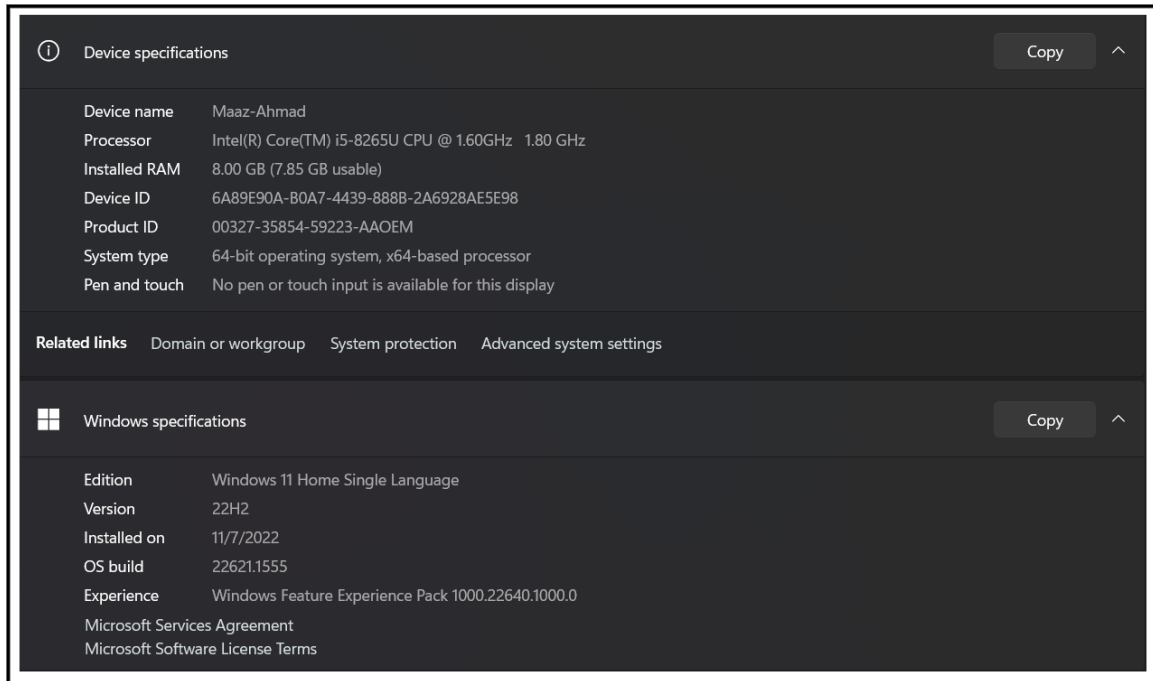 Device specifications Copy
Device name Maaz-Ahmad
Processor Intel(R) Core(TM) i5-8265U CPU @ 1.60GHz 1.80 GHz
Installed RAM 8.00 GB (7.85 GB usable)
Device ID 6A89E90A-B0A7-4439-888B-2A6928AE5E98
Product ID 00327-35854-59223-AAOEM
System type 64-bit operating system, x64-based processor
Pen and touch No pen or touch input is available for this display
Related links Domain or workgroup System protection Advanced system settings
Windows specifications Copy
Edition Windows 11 Home Single Language
Version 22H2
Installed on 11/7/2022
OS build 22621.1555
Experience Windows Feature Experience Pack 1000.22640.1000.0
Microsoft Services Agreement
Microsoft Software License Terms